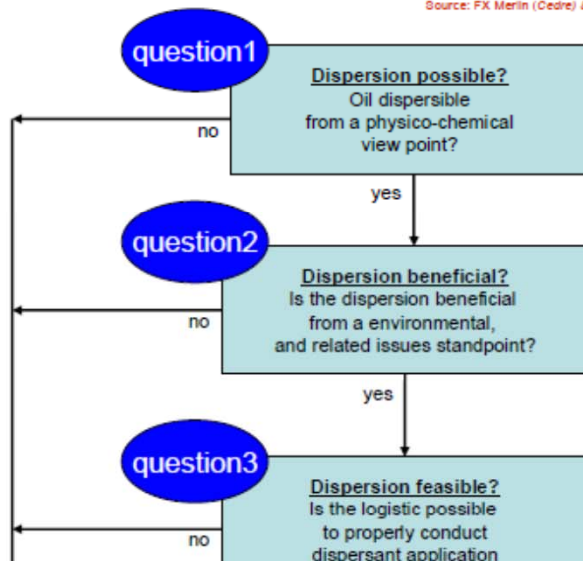 Source: FX Merlin (Cedre)
question1
Dispersion possible?
Oil dispersible
from a physico-chemical
view point?
no
yes
question2
Dispersion beneficial?
Is the dispersion beneficial
from a environmental,
and related issues standpoint?
no
yes
question3
Dispersion feasible?
Is the logistic possible
to properly conduct
dispersant application
no